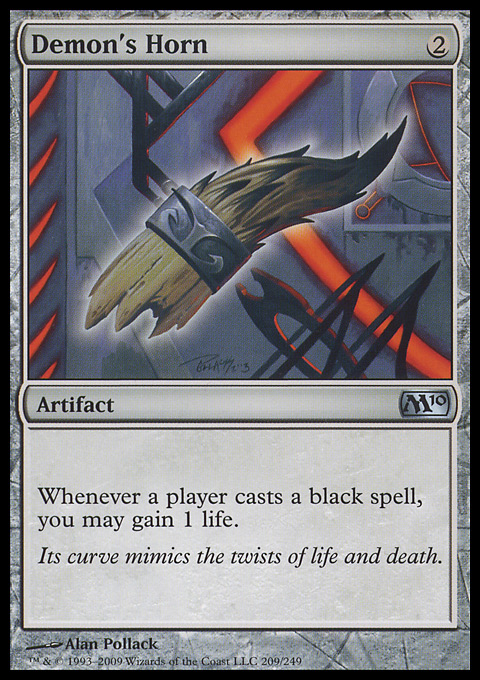 Demon's Horn 2
Artifact M10
Whenever a player casts a black spell,
you may gain 1 life.
Its curve mimics the twists of life and death.
Alan Pollack
™ & © 1993–2009 Wizards of the Coast LLC 209/249